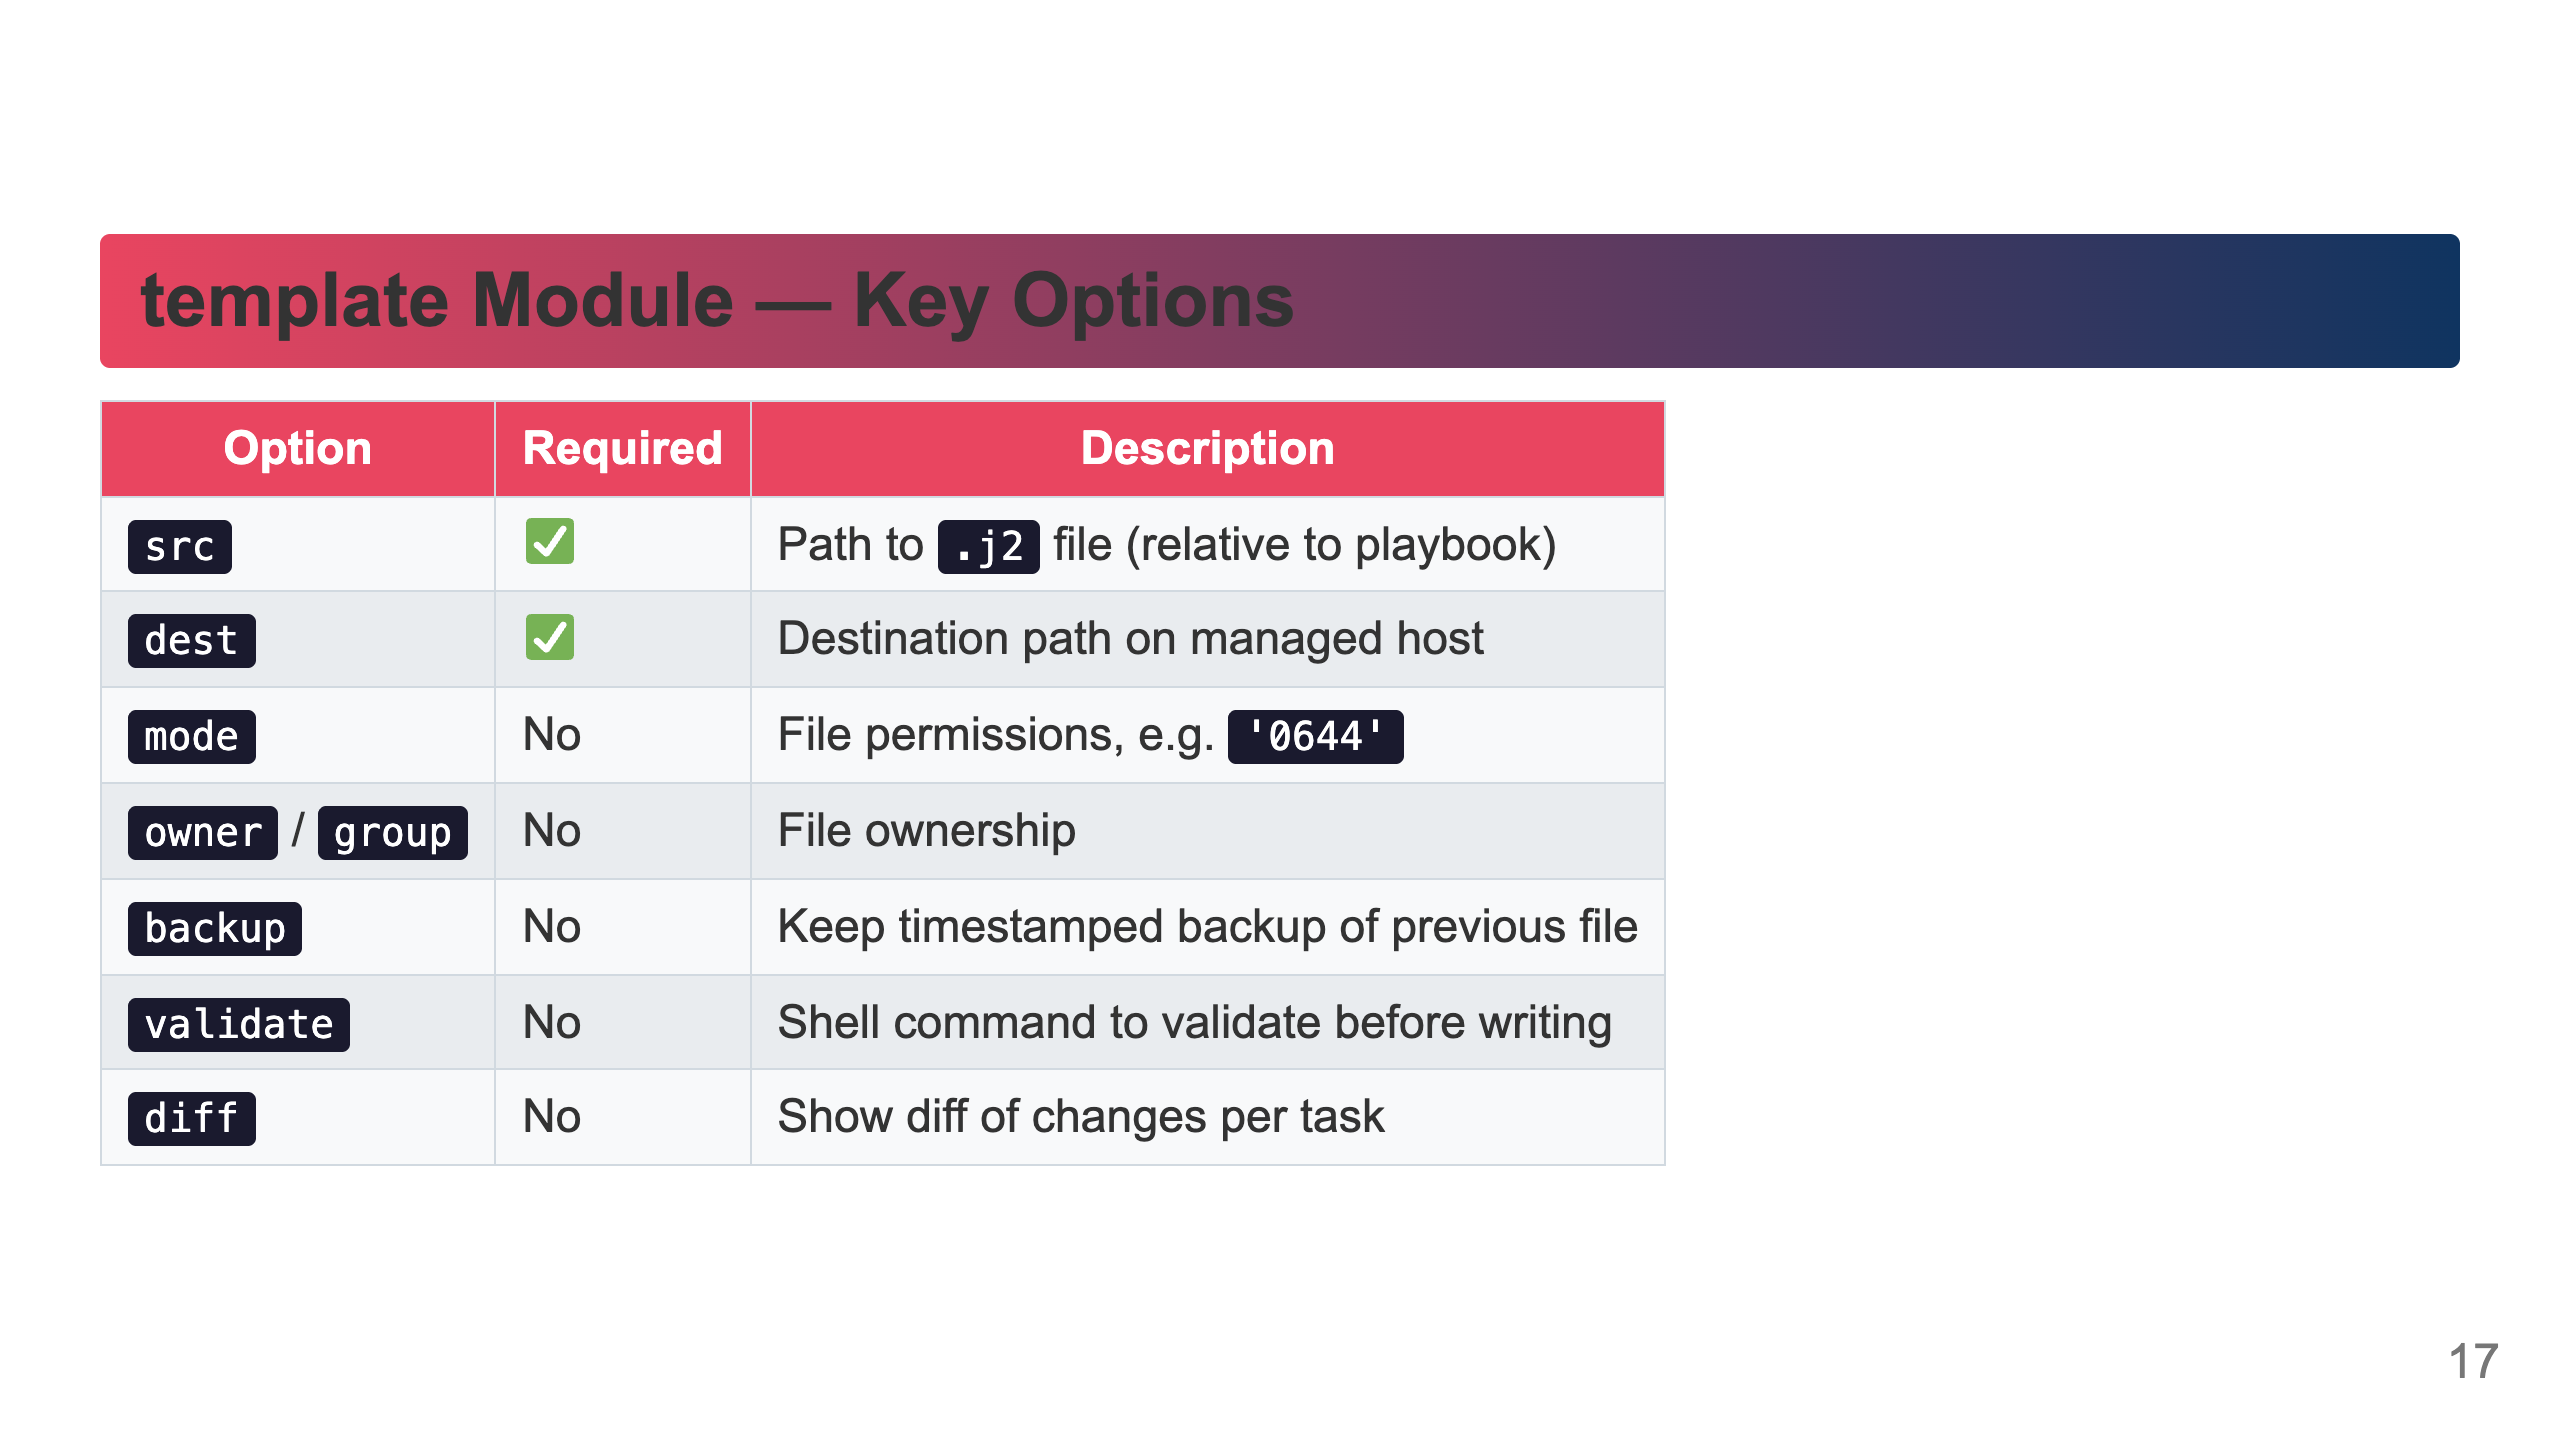 template Module — Key Options
Option Required Description
src ✅ Path to .j2 file (relative to playbook)
dest ✅ Destination path on managed host
mode No File permissions, e.g. '0644'
owner / group No File ownership
backup No Keep timestamped backup of previous file
validate No Shell command to validate before writing
diff No Show diff of changes per task
17